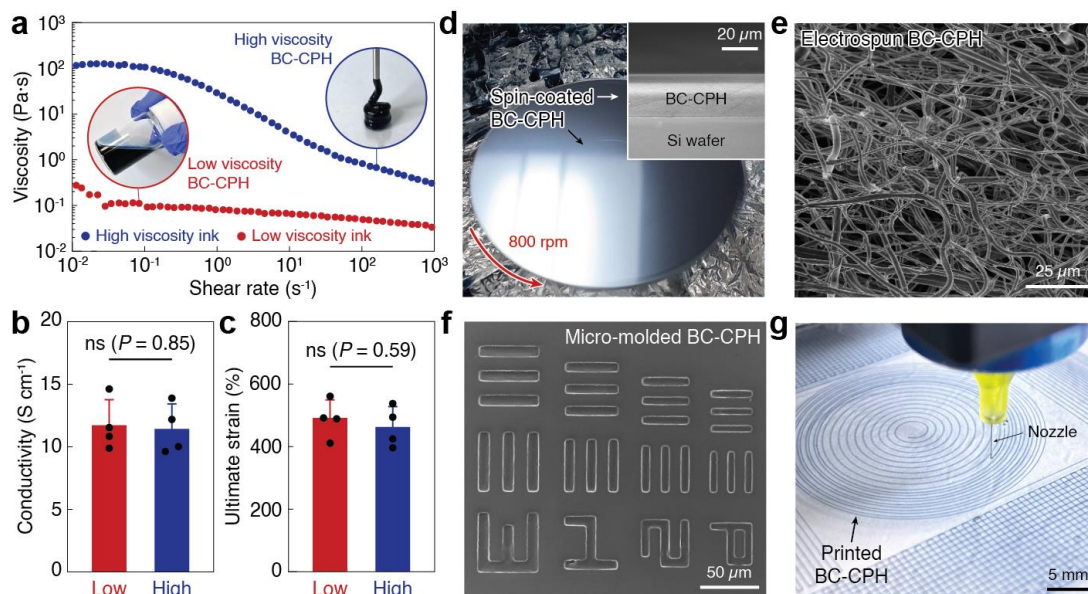 a
10³
10²
10¹
10⁰
10⁻¹
10⁻²
Viscosity (Pa·s)
High viscosity
BC-CPH
Low viscosity
BC-CPH
High viscosity ink
Low viscosity ink
10⁻²
10⁻¹
10⁰
10¹
10²
10³
Shear rate (s⁻¹)
b
20
15
10
5
0
Conductivity (S cm⁻¹)
ns (P = 0.85)
Low
High
c
800
600
400
200
0
Ultimate strain (%)
ns (P = 0.59)
Low
High
d
20 µm
Spin-coated
BC-CPH
BC-CPH
Si wafer
800 rpm
e
Electrospun BC-CPH
25 µm
f
Micro-molded BC-CPH
50 µm
g
Nozzle
Printed
BC-CPH
5 mm